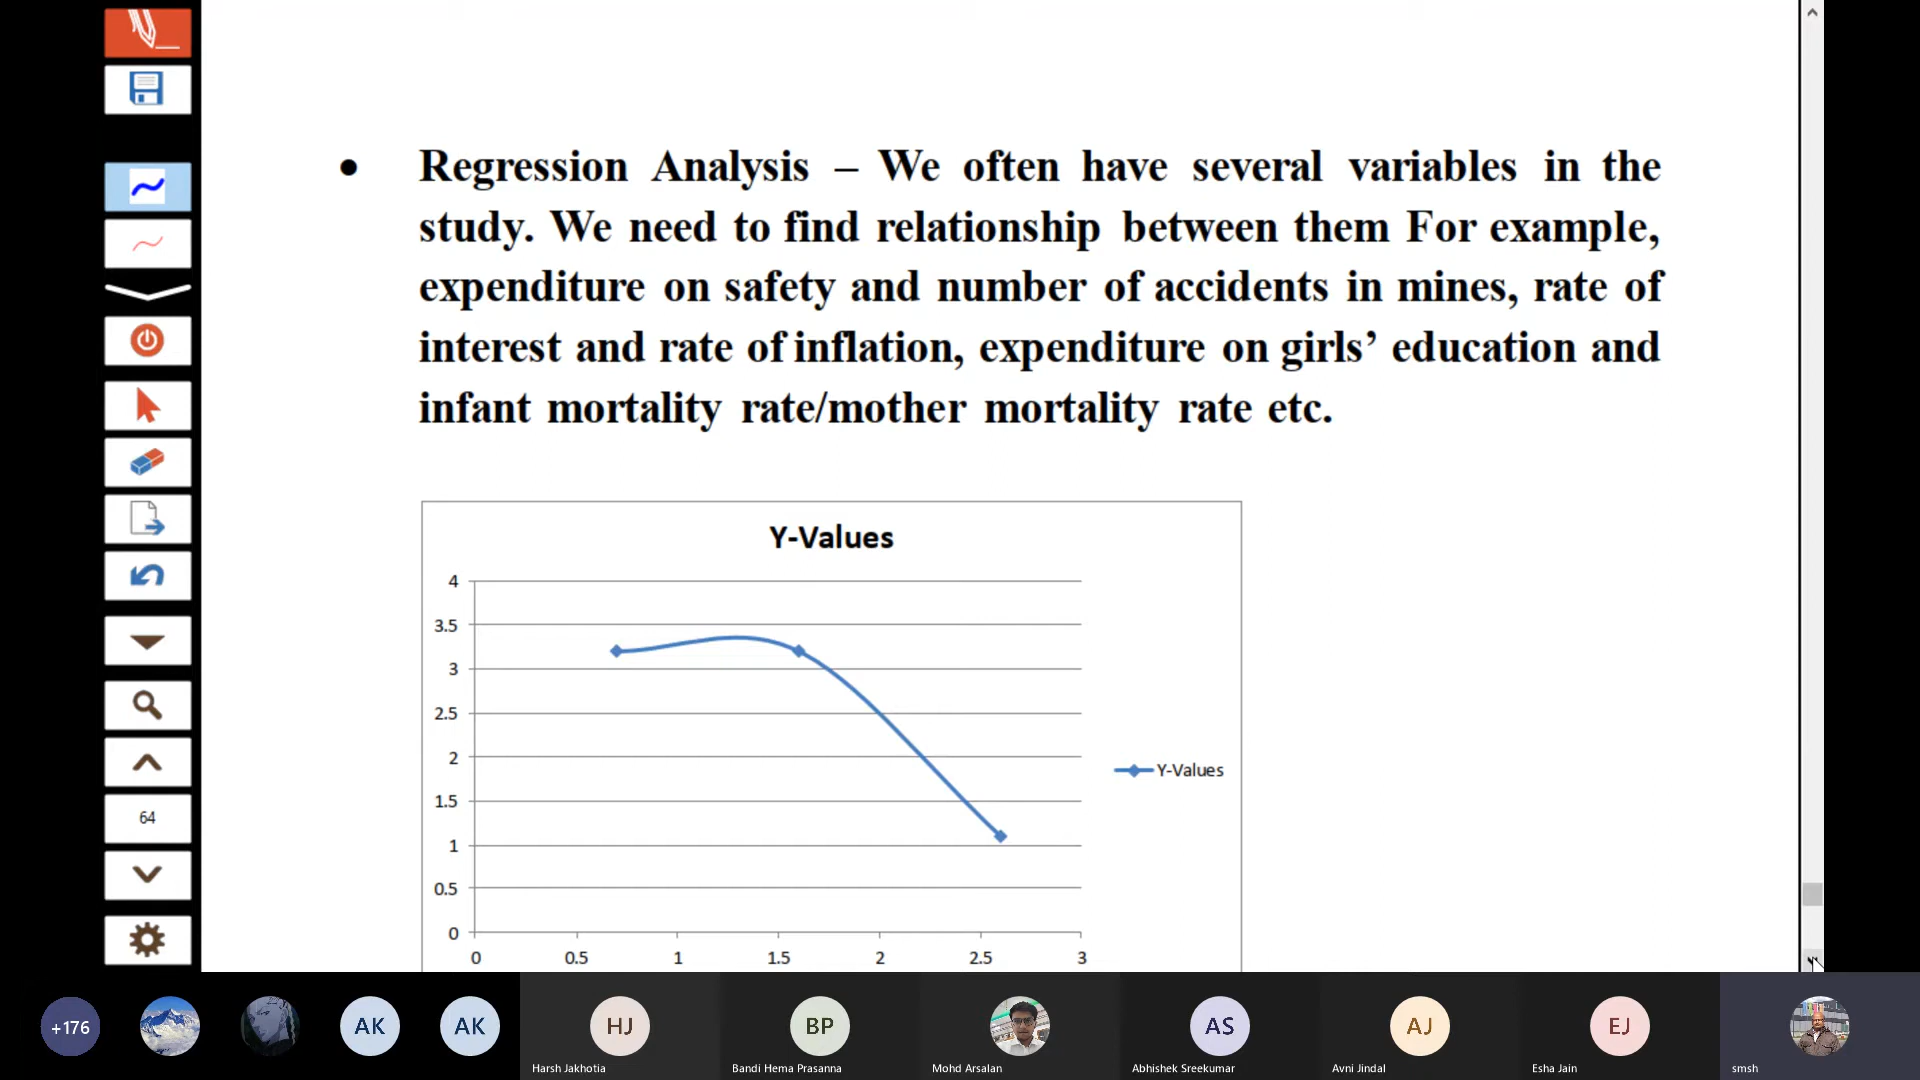 • Regression Analysis – We often have several variables in the
study. We need to find relationship between them For example,
expenditure on safety and number of accidents in mines, rate of
interest and rate of inflation, expenditure on girls’ education and
infant mortality rate/mother mortality rate etc.
Y-Values
4
3.5
3
2.5
2
1.5
1
0.5
0
0 0.5 1 1.5 2 2.5 3
Y-Values
64
+176
AK
AK
HJ
Harsh Jakhotia
BP
Bandi Hema Prasanna
Mohd Arsalan
AS
Abhishek Sreekumar
AJ
Avni Jindal
EJ
Esha Jain
smsh